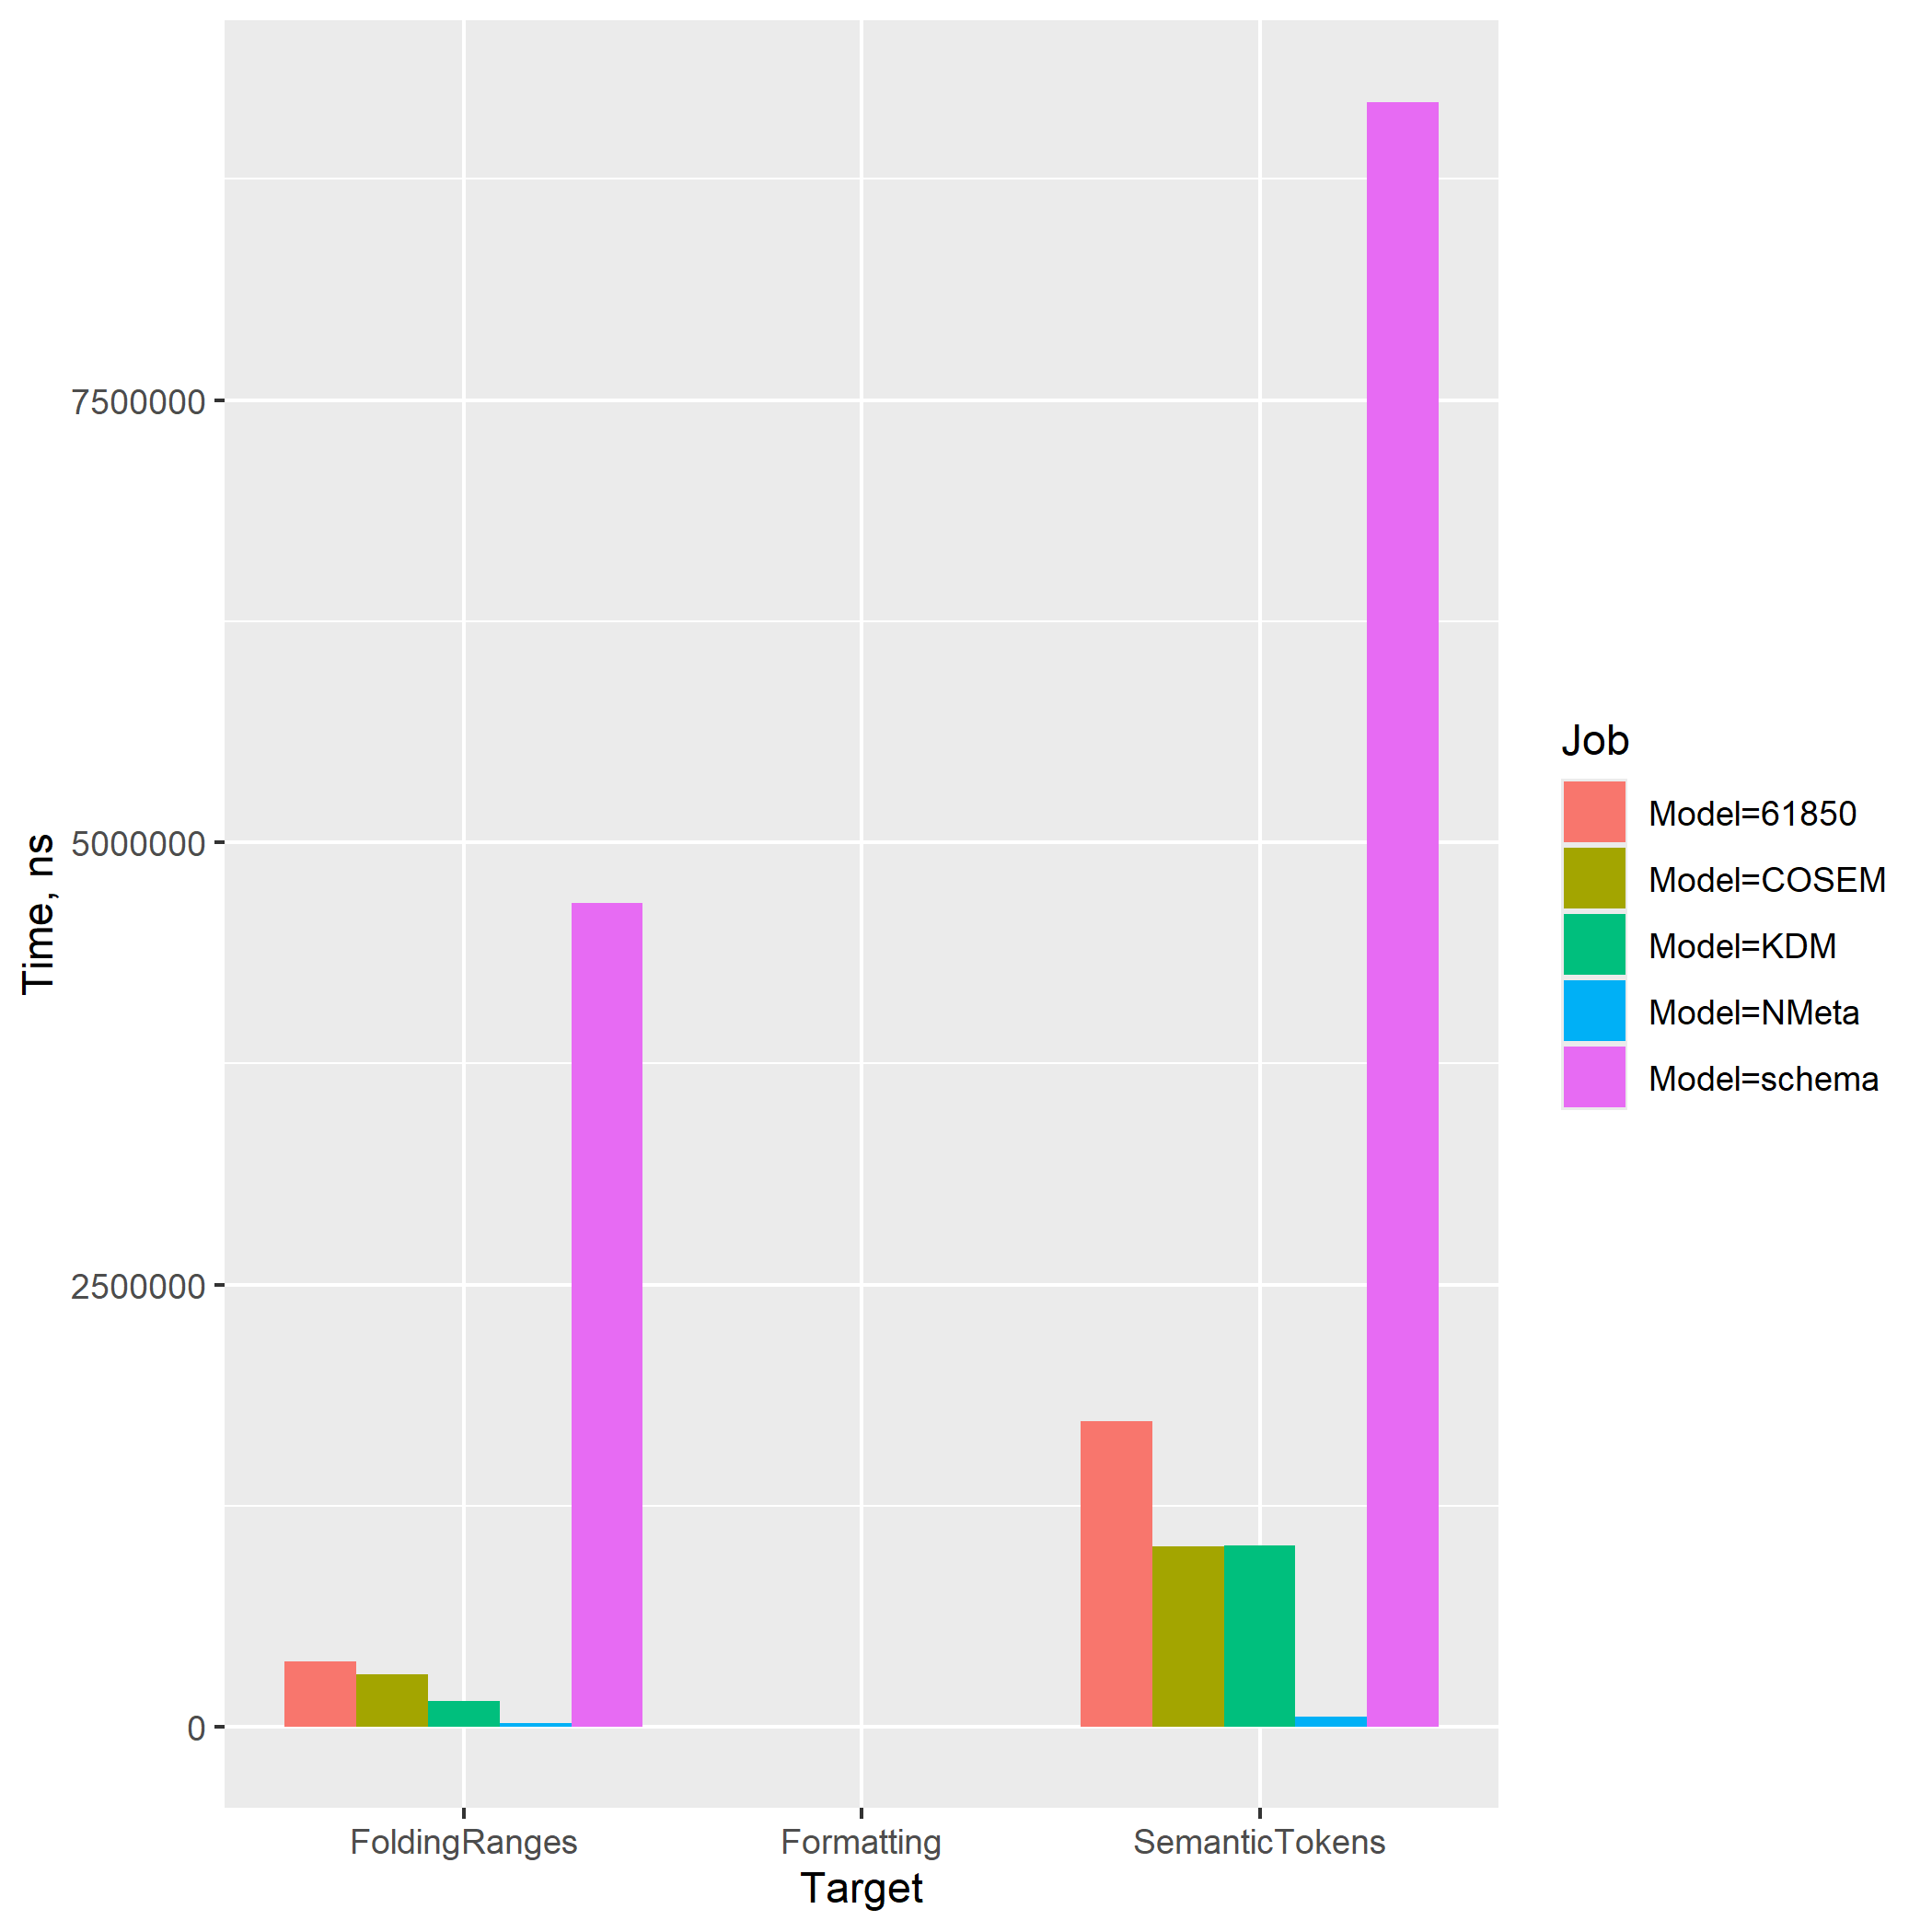 Time, ns
7500000
5000000
2500000
0
FoldingRanges
Formatting
SemanticTokens
Target
Job
Model=61850
Model=COSEM
Model=KDM
Model=NMeta
Model=schema